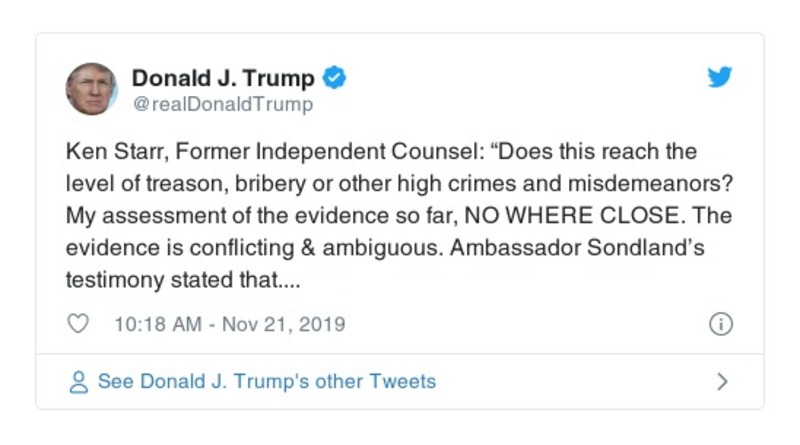 Donald J. Trump
@realDonaldTrump
Ken Starr, Former Independent Counsel: “Does this reach the
level of treason, bribery or other high crimes and misdemeanors?
My assessment of the evidence so far, NO WHERE CLOSE. The
evidence is conflicting & ambiguous. Ambassador Sondland’s
testimony stated that....
10:18 AM - Nov 21, 2019
See Donald J. Trump's other Tweets